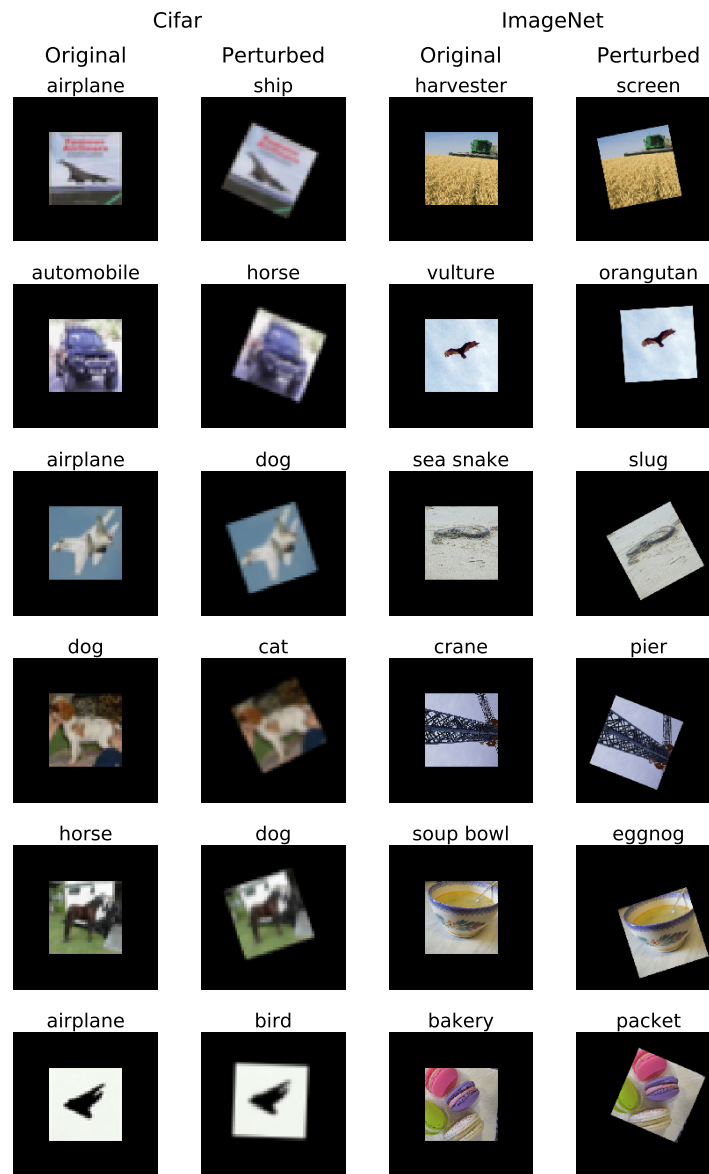 Cifar ImageNet
Original Perturbed Original Perturbed
airplane ship harvester screen
automobile horse vulture orangutan
airplane dog sea snake slug
dog cat crane pier
horse dog soup bowl eggnog
airplane bird bakery packet